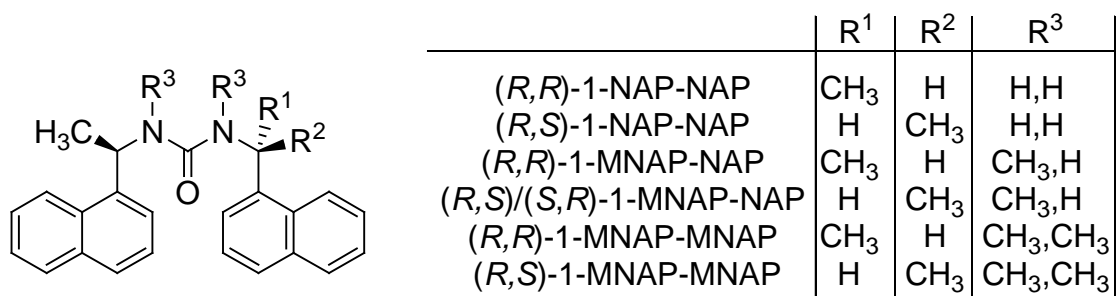 R³ R³
H₃C N N R¹
R²
O
R¹ R² R³
(R,R)-1-NAP-NAP CH₃ H H,H
(R,S)-1-NAP-NAP H CH₃ H,H
(R,R)-1-MNAP-NAP CH₃ H CH₃,H
(R,S)/(S,R)-1-MNAP-NAP H CH₃ CH₃,H
(R,R)-1-MNAP-MNAP CH₃ H CH₃,CH₃
(R,S)-1-MNAP-MNAP H CH₃ CH₃,CH₃